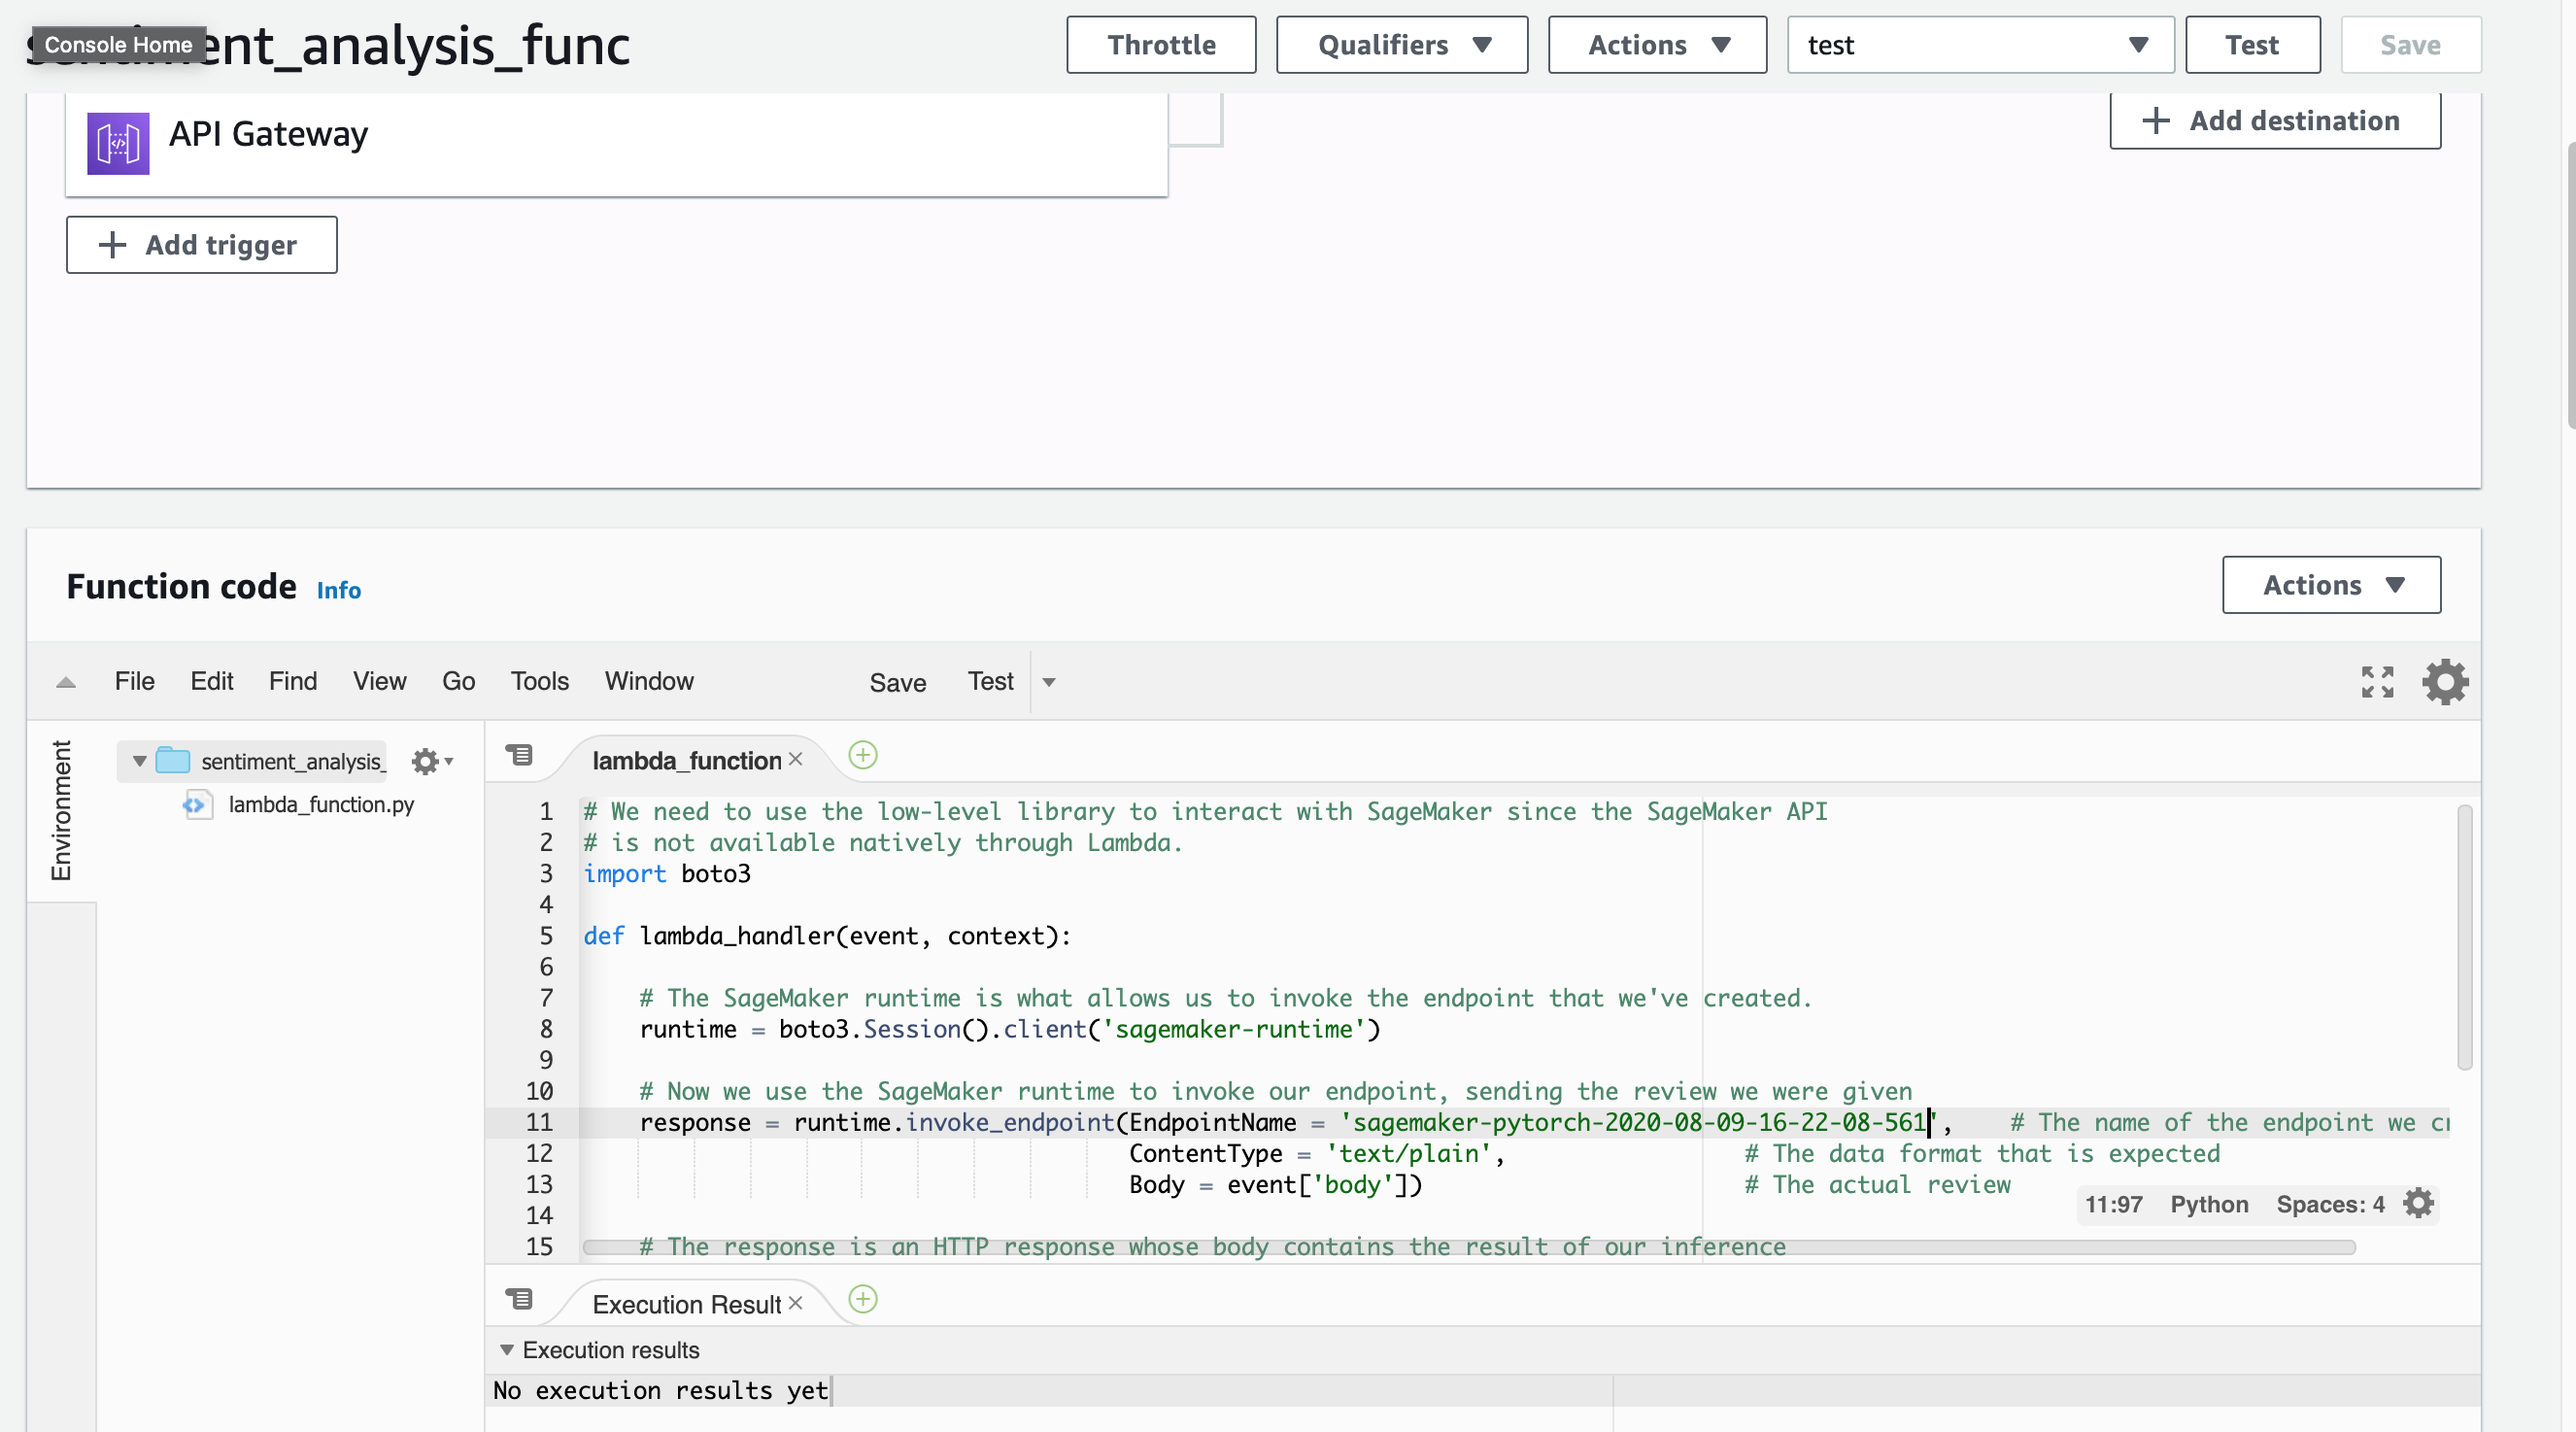 Console Home
sentiment_analysis_func
Throttle
Qualifiers
Actions
test
Test
Save
API Gateway
Add destination
Add trigger
Function code Info
Actions
File Edit Find View Go Tools Window Save Test
Environment
sentiment_analysis_
lambda_function.py
lambda_function
1 # We need to use the low-level library to interact with SageMaker since the SageMaker API
2 # is not available natively through Lambda.
3 import boto3
4
5 def lambda_handler(event, context):
6
7 # The SageMaker runtime is what allows us to invoke the endpoint that we've created.
8 runtime = boto3.Session().client('sagemaker-runtime')
9
10 # Now we use the SageMaker runtime to invoke our endpoint, sending the review we were given
11 response = runtime.invoke_endpoint(EndpointName = 'sagemaker-pytorch-2020-08-09-16-22-08-561', # The name of the endpoint we
12 ContentType = 'text/plain', # The data format that is expected
13 Body = event['body']) # The actual review
14
15 # The response is an HTTP response whose body contains the result of our inference
11:97 Python Spaces: 4
Execution Result
Execution results
No execution results yet